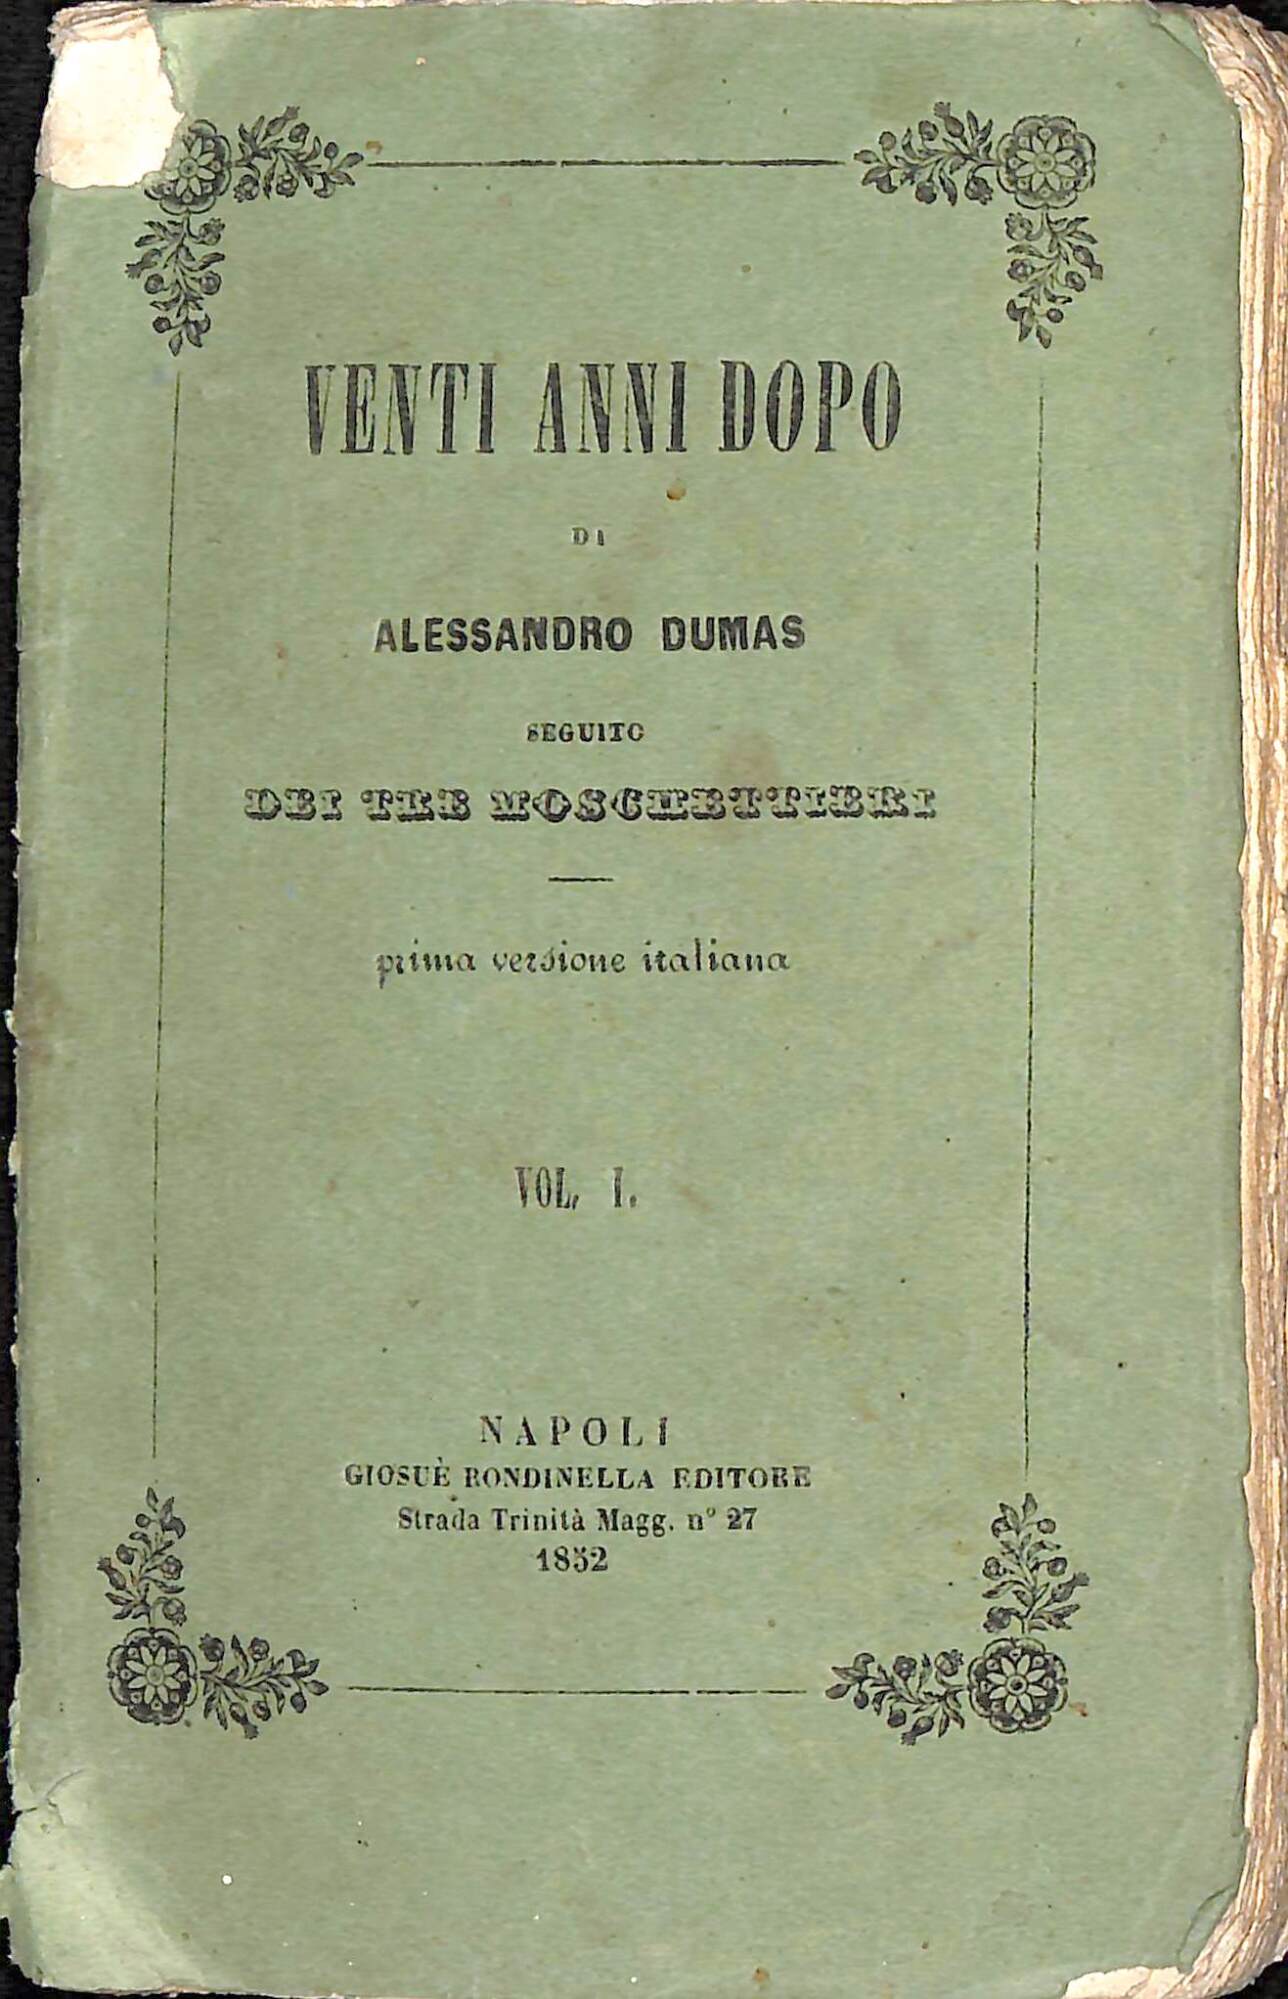 VENTI ANNI DOPO
DI
ALESSANDRO DUMAS
SEGUITO
DEI TRE MOSCHETTIERI
prima versione italiana
VOL. I.
NAPOLI
GIOSUÈ RONDINELLA EDITORE
Strada Trinità Magg. n° 27
1852